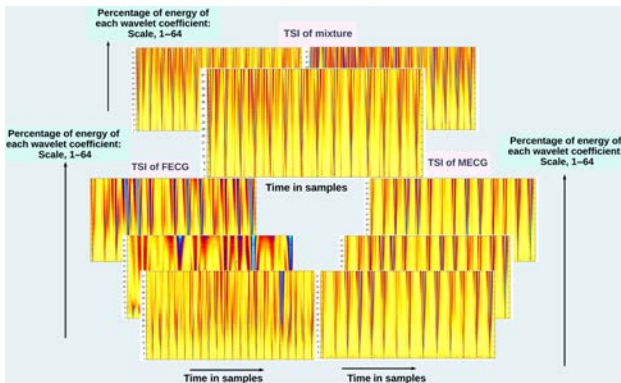 Percentage of energy of
each wavelet coefficient:
Scale, 1–64
TSI of mixture
Percentage of energy of
each wavelet coefficient:
Scale, 1–64
TSI of FECG
Time in samples
TSI of MECG
Percentage of energy of
each wavelet coefficient
Scale, 1–64
Time in samples
Time in samples